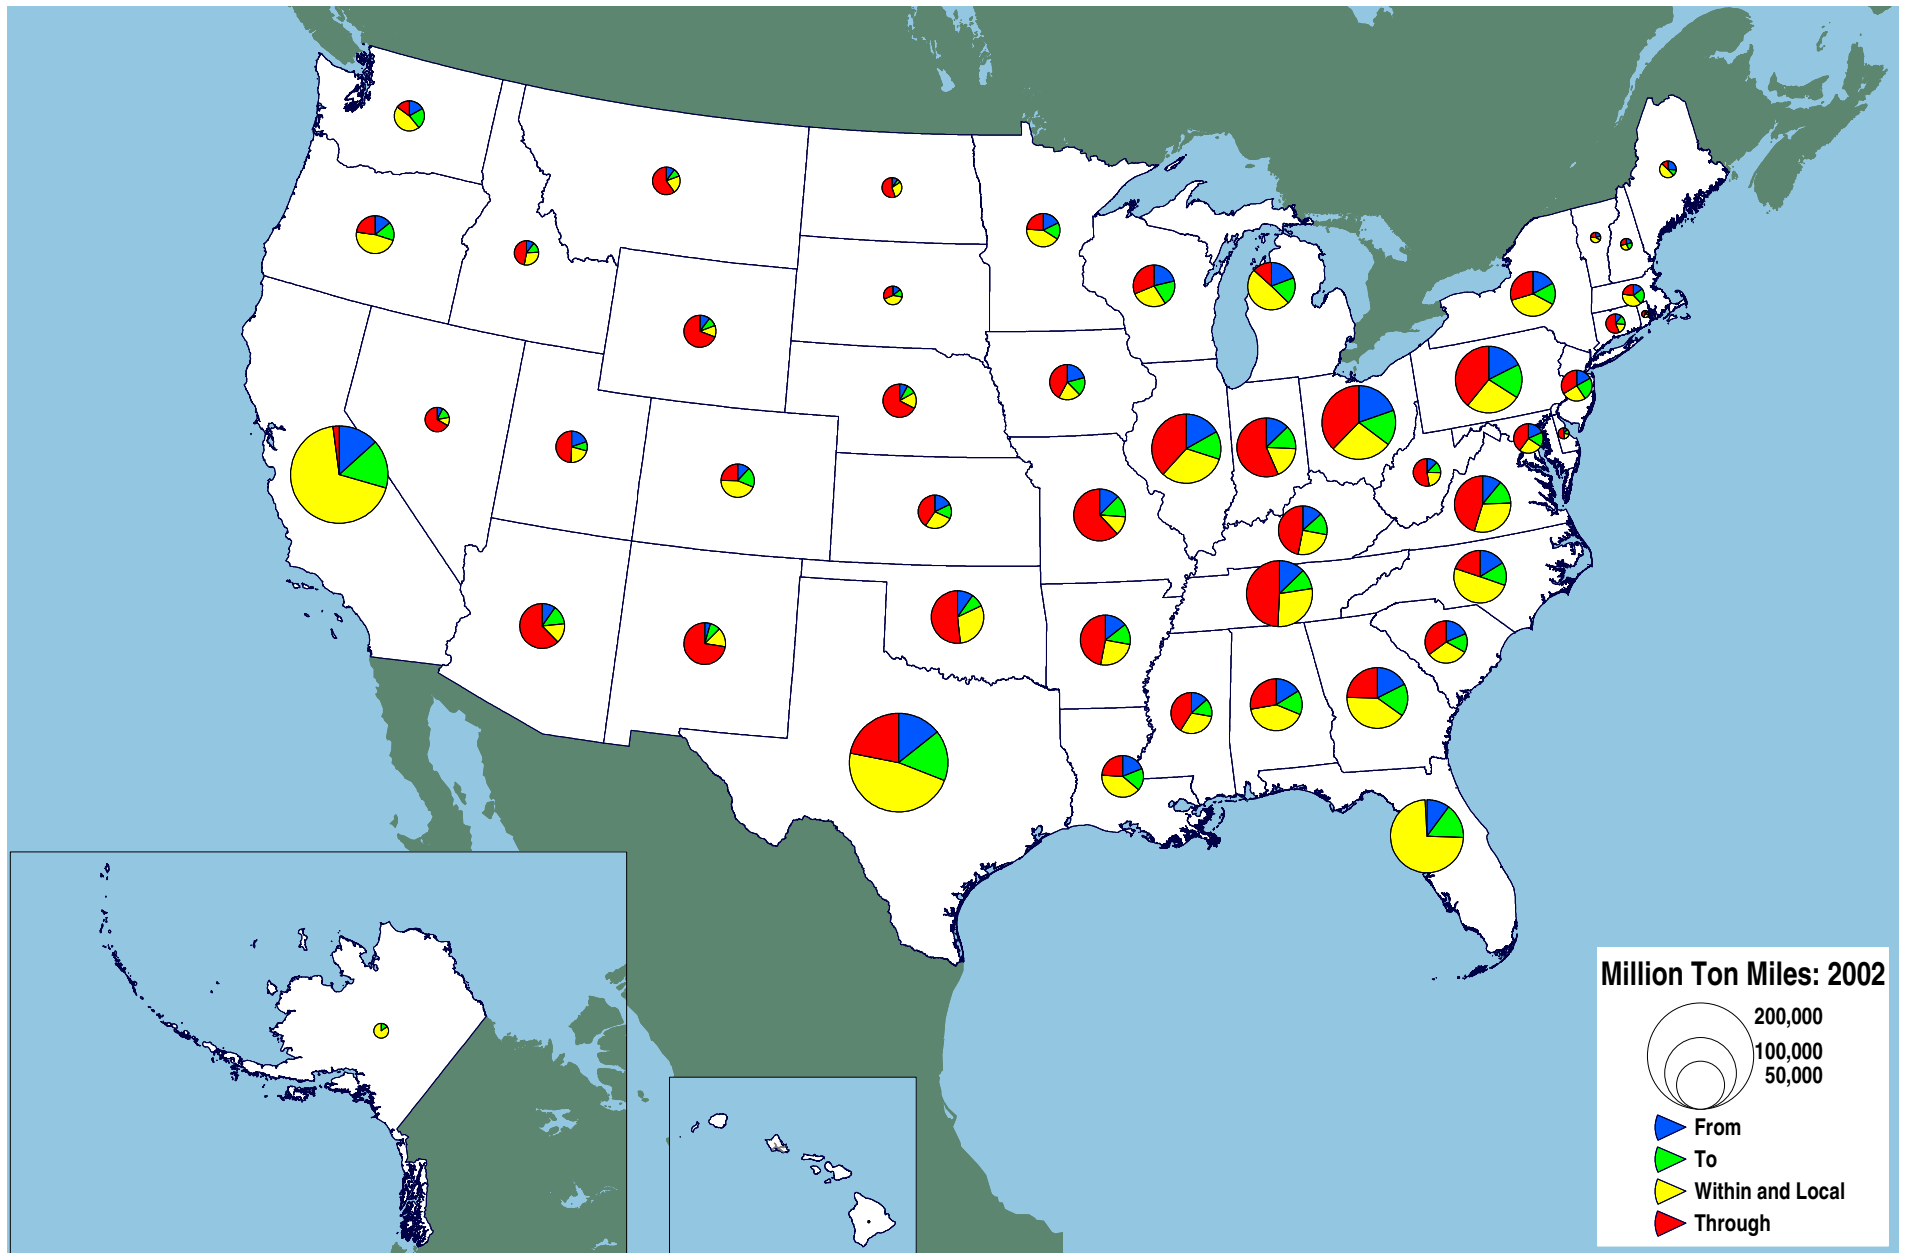 Million Ton Miles: 2002
200,000
100,000
50,000
From
To
Within and Local
Through